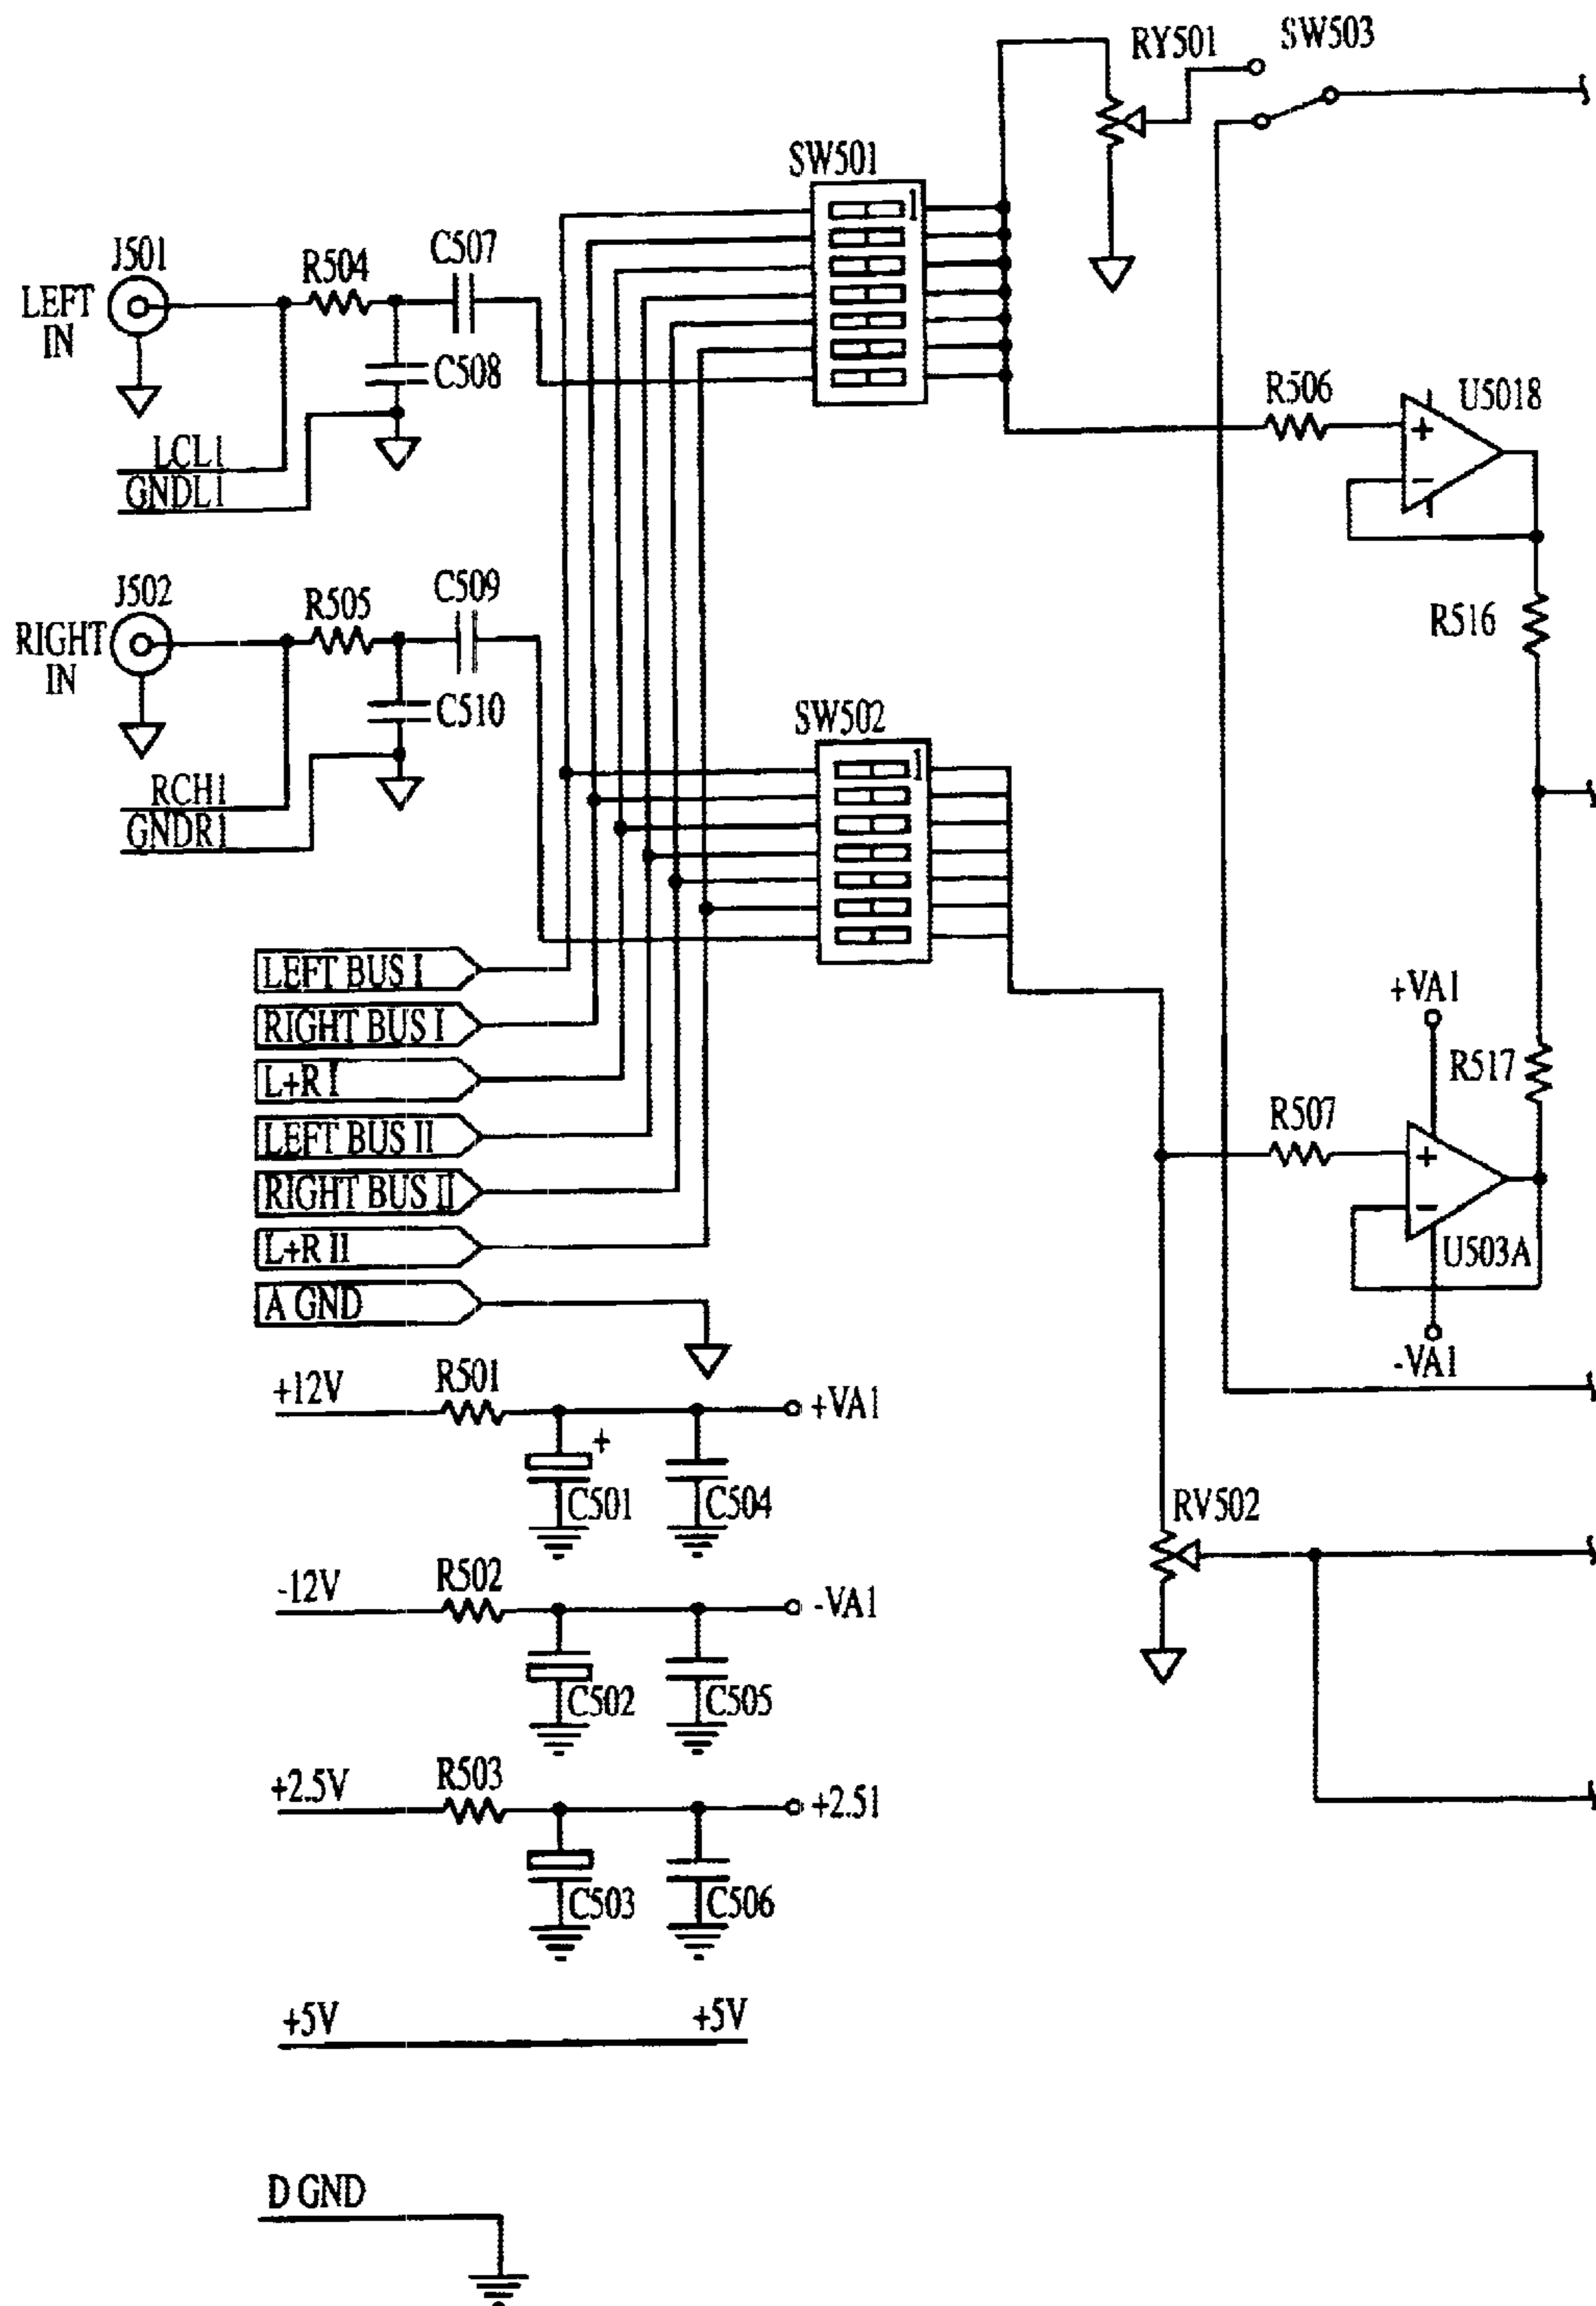 RY501
SW503
SW501
1
J501
LEFT
IN
R504
C507
C508
LCL1
GNDL1
R506
U5018
+
−
J502
RIGHT
IN
R505
C509
C510
RCH1
GNDR1
R516
SW502
1
LEFT BUS I
RIGHT BUS I
L+R I
LEFT BUS II
RIGHT BUS II
L+R II
A GND
+VA1
R517
R507
+
−
U503A
-VA1
+12V
R501
+VA1
+
C501
C504
RV502
-12V
R502
-VA1
C502
C505
+2.5V
R503
+2.51
C503
C506
+5V
+5V
D GND